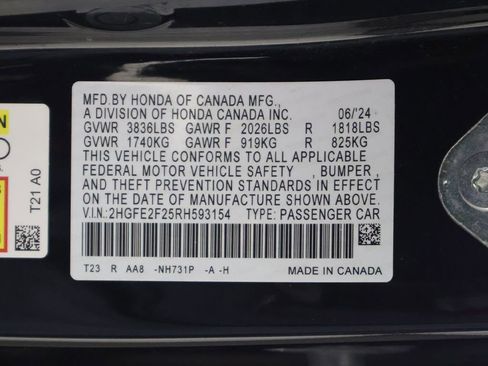 MFD.BY HONDA OF CANADA MFG.,
A DIVISION OF HONDA CANADA INC. 06/'24
GVWR 3836LBS GAWR F 2026LBS R 1818LBS
GVWR 1740KG GAWR F 919KG R 825KG
THIS VEHICLE CONFORMS TO ALL APPLICABLE
FEDERAL MOTOR VEHICLE SAFETY , BUMPER ,
AND THEFT PREVENTION STANDARDS IN EFFECT
ON THE DATE OF MANUFACTURE SHOWN ABOVE.
V.I.N:2HGFE2F25RH593154 TYPE: PASSENGER CAR
T23 R AA8 -NH731P -A -H MADE IN CANADA
T21 A0